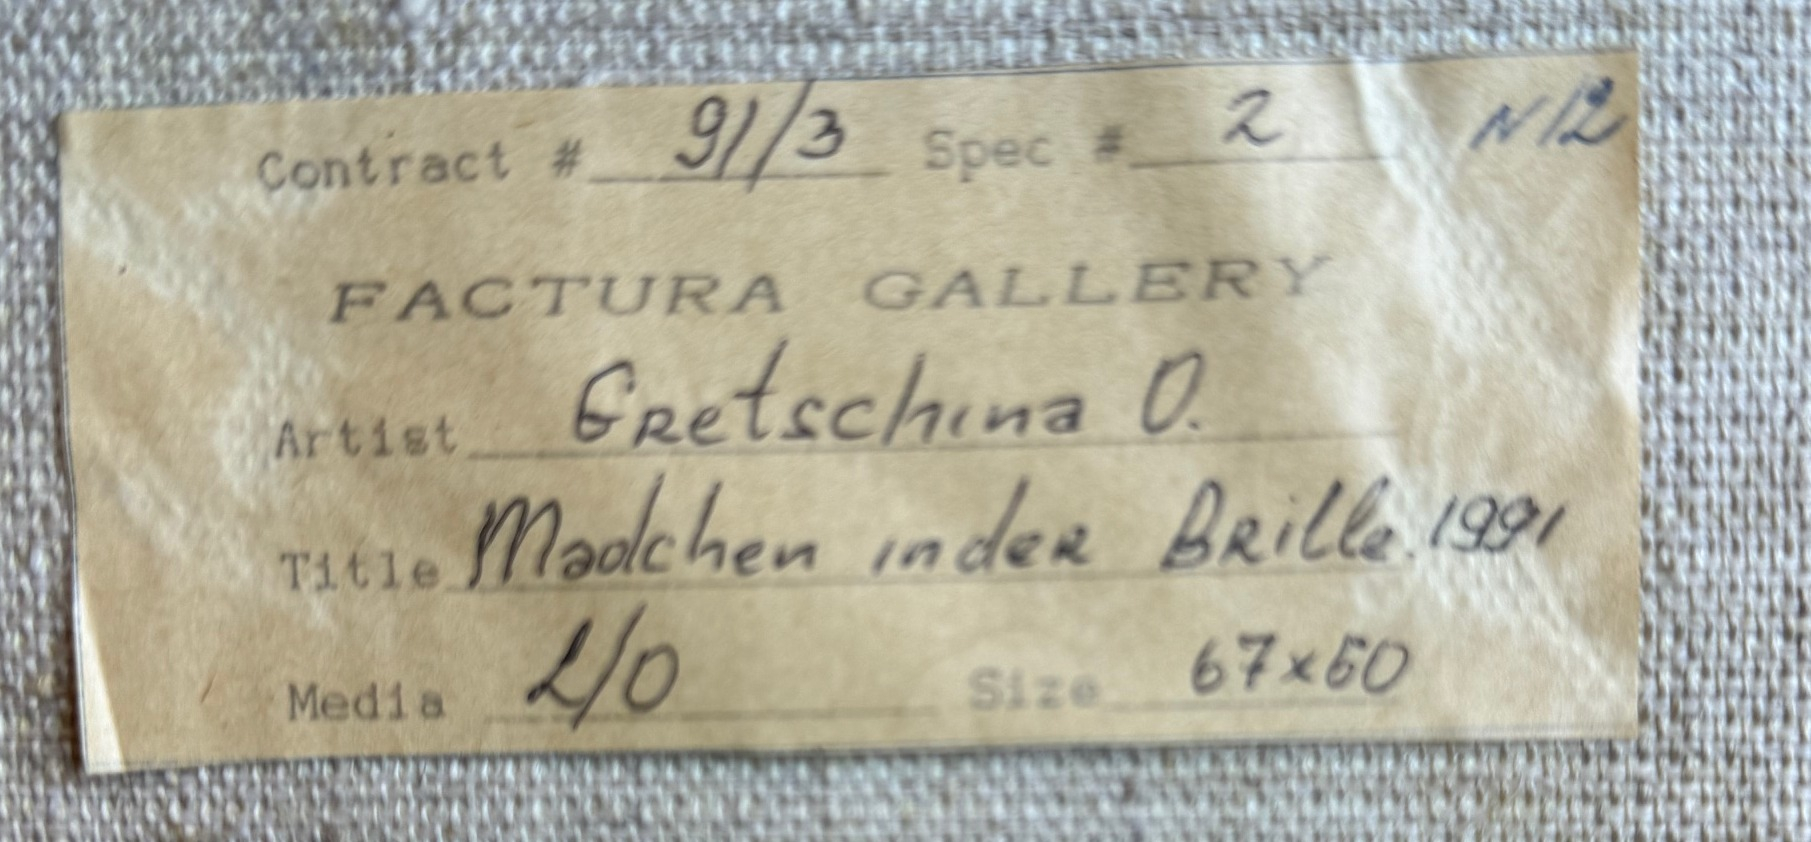 Contract # 91/3 Spec # 2 N12
FACTURA GALLERY
Artist Gretschina O.
Title Madchen inder Brille. 1991
Media L/O Size 67x60